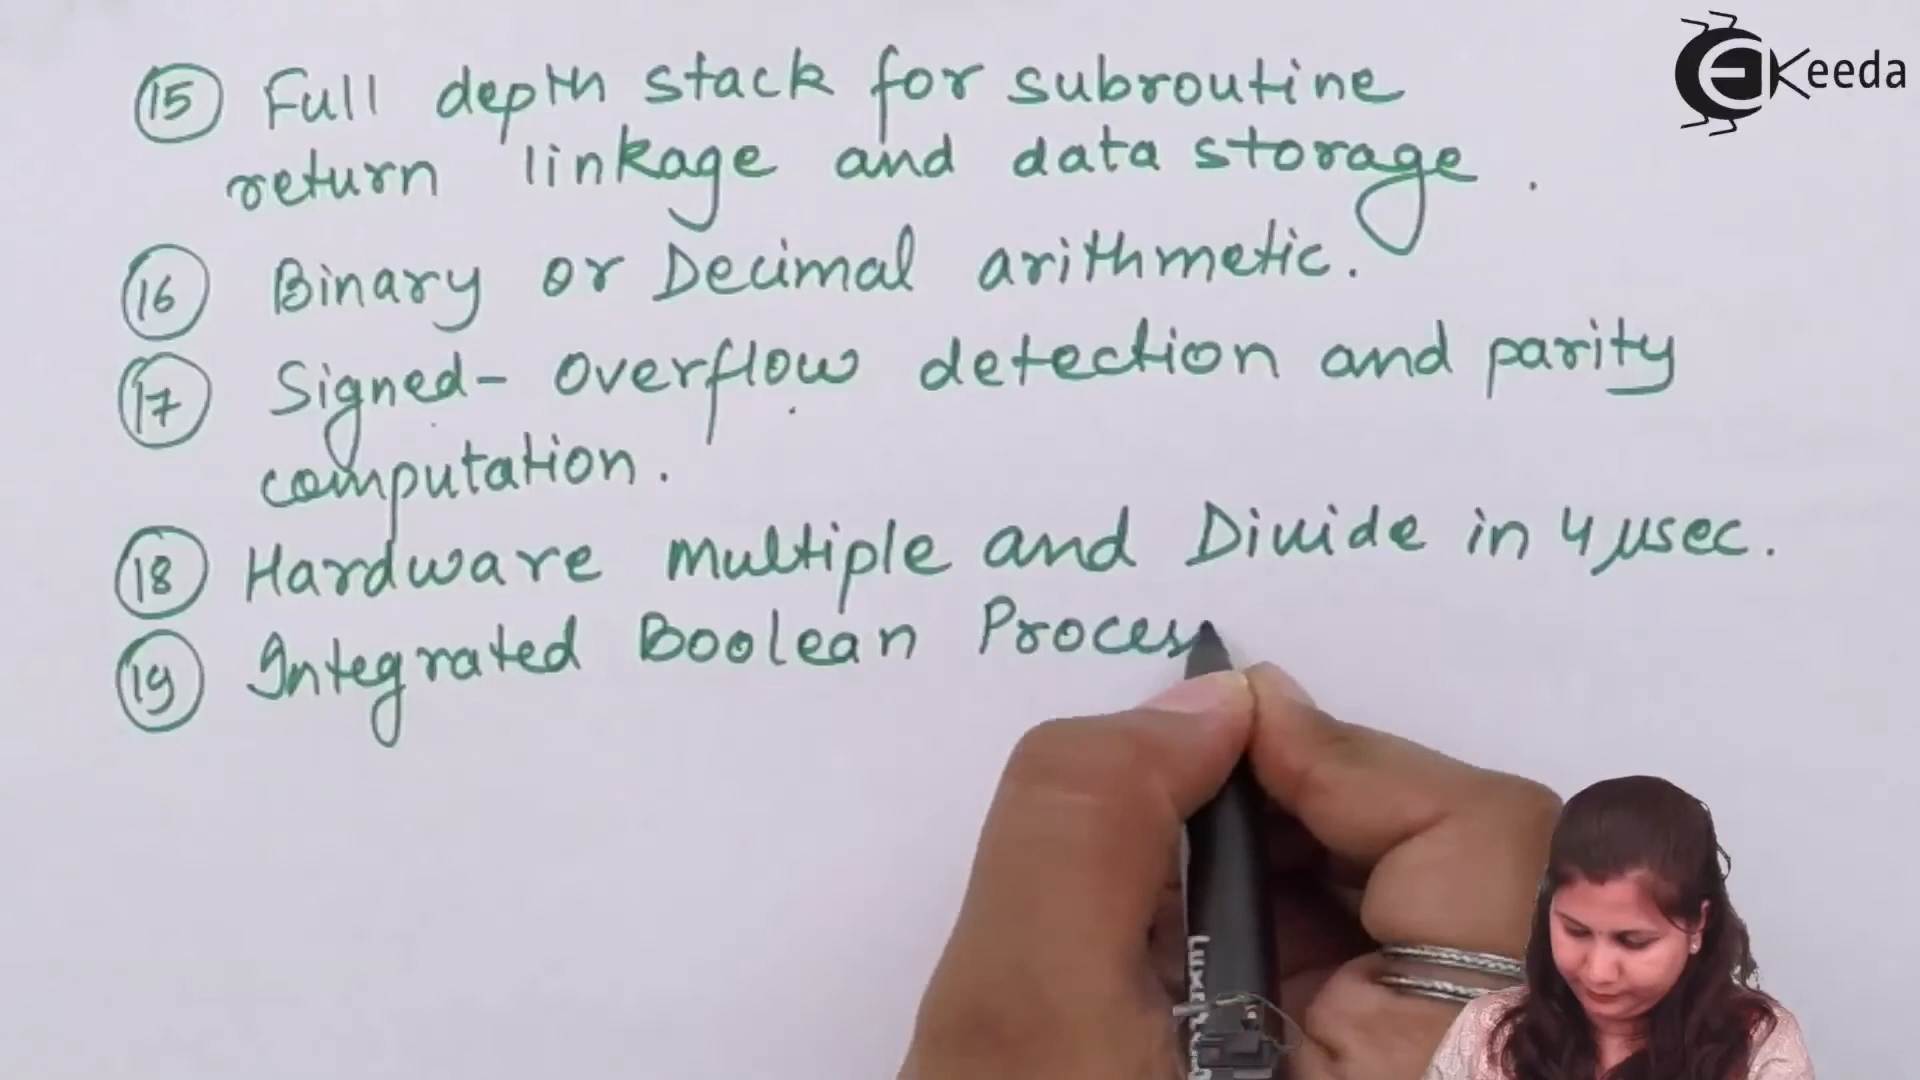 EKeeda
15 Full depth stack for subroutine
return linkage and data storage.
16 Binary or Decimal arithmetic.
17 Signed-overflow detection and parity
computation.
18 Hardware multiple and Divide in 4 μsec.
19 Integrated Boolean Proces